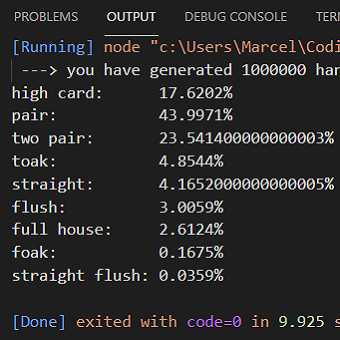 PROBLEMS OUTPUT DEBUG CONSOLE
[Running] node "c:\Users\Marcel\Codi
---> you have generated 1000000
high card: 17.6202%
pair: 43.9971%
two pair: 23.541400000000003%
toak: 4.8544%
straight: 4.1652000000000005%
flush: 3.0059%
full house: 2.6124%
foak: 0.1675%
straight flush: 0.0359%
[Done] exited with code=0 in 9.925